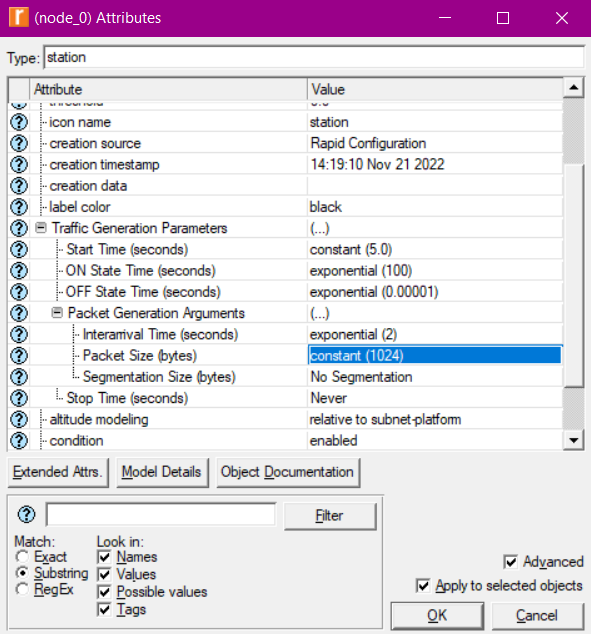 (node_0) Attributes
Type: station
Attribute Value
threshold 0.0
icon name station
creation source Rapid Configuration
creation timestamp 14:19:10 Nov 21 2022
creation data
label color black
Traffic Generation Parameters (...)
Start Time (seconds) constant (5.0)
ON State Time (seconds) exponential (100)
OFF State Time (seconds) exponential (0.00001)
Packet Generation Arguments (...)
Interarrival Time (seconds) exponential (2)
Packet Size (bytes) constant (1024)
Segmentation Size (bytes) No Segmentation
Stop Time (seconds) Never
altitude modeling relative to subnet-platform
condition enabled
Extended Attrs. Model Details Object Documentation
Filter
Match: Look in:
Exact Names
Substring Values
RegEx Possible values
Tags
Advanced
Apply to selected objects
OK Cancel